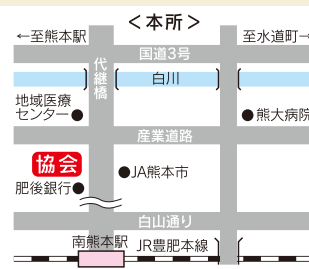 ＜本所＞
←至熊本駅
至水道町→
国道3号
代継橋
白川
地域医療
センター●
●熊大病院
産業道路
協会
●JA熊本市
肥後銀行●
白山通り
南熊本駅
JR豊肥本線